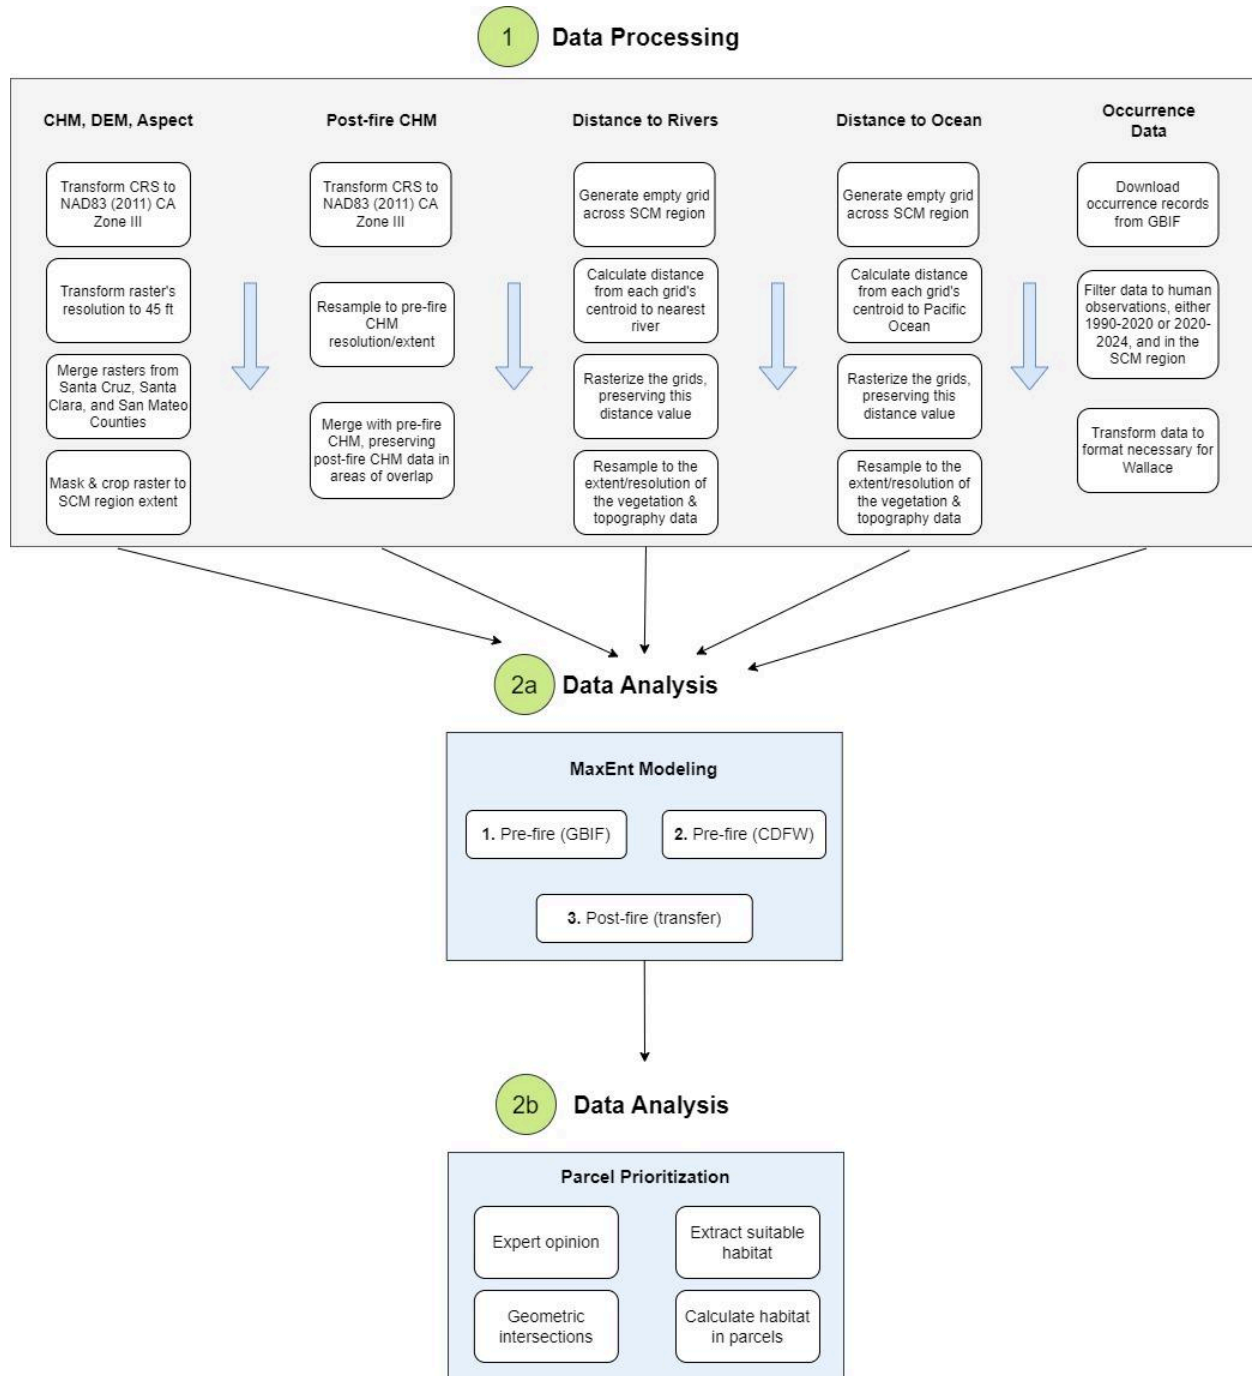 1 Data Processing
CHM, DEM, Aspect
Transform CRS to
NAD83 (2011) CA
Zone III
Transform raster's
resolution to 45 ft
Merge rasters from
Santa Cruz, Santa
Clara, and San Mateo
Counties
Mask & crop raster to
SCM region extent
Post-fire CHM
Transform CRS to
NAD83 (2011) CA
Zone III
Resample to pre-fire
CHM
resolution/extent
Merge with pre-fire
CHM, preserving
post-fire CHM data in
areas of overlap
Distance to Rivers
Generate empty grid
across SCM region
Calculate distance
from each grid's
centroid to nearest
river
Rasterize the grids,
preserving this
distance value
Resample to the
extent/resolution of
the vegetation &
topography data
Distance to Ocean
Generate empty grid
across SCM region
Calculate distance
from each grid's
centroid to Pacific
Ocean
Rasterize the grids,
preserving this
distance value
Resample to the
extent/resolution of
the vegetation &
topography data
Occurrence
Data
Download
occurrence records
from GBIF
Filter data to human
observations, either
1990-2020 or 2020-
2024, and in the
SCM region
Transform data to
format necessary for
Wallace
2a Data Analysis
MaxEnt Modeling
1. Pre-fire (GBIF)
2. Pre-fire (CDFW)
3. Post-fire (transfer)
2b Data Analysis
Parcel Prioritization
Expert opinion
Extract suitable
habitat
Geometric
intersections
Calculate habitat
in parcels